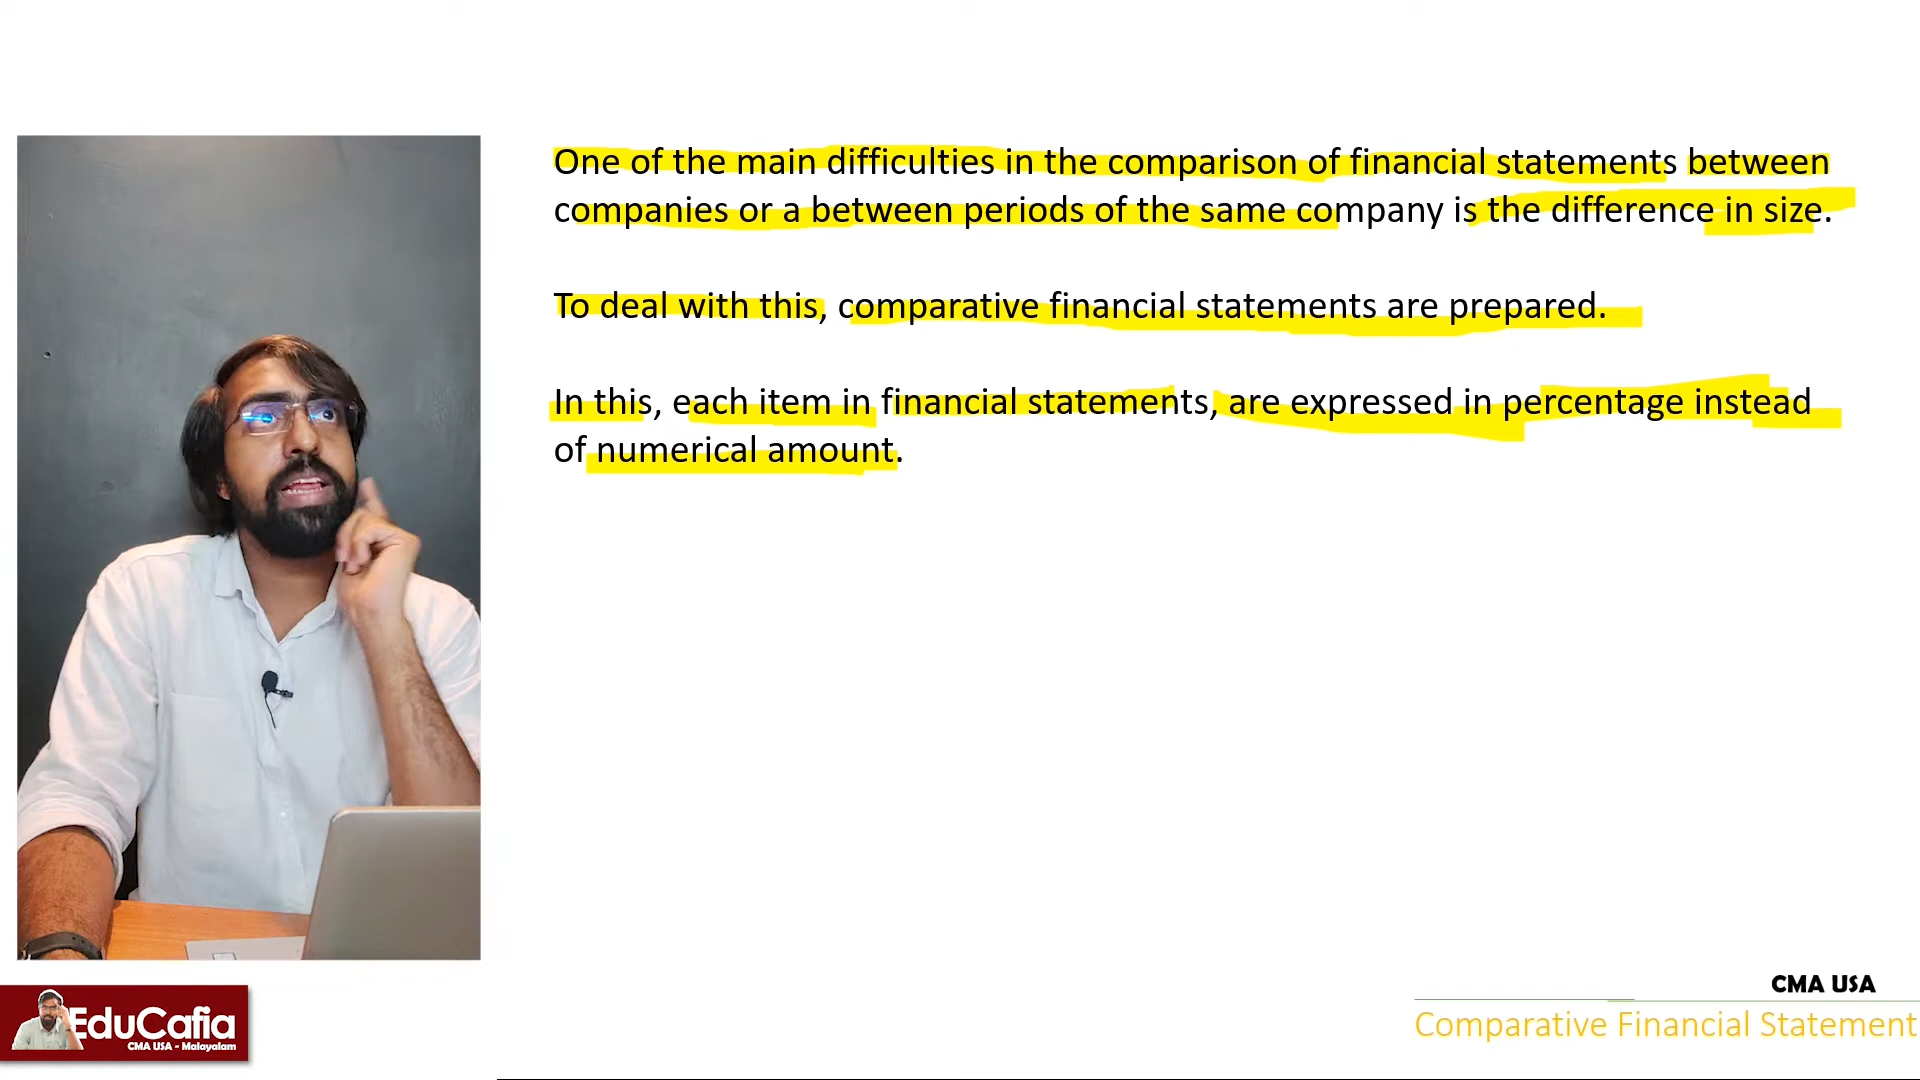 One of the main difficulties in the comparison of financial statements between
companies or a between periods of the same company is the difference in size.
To deal with this, comparative financial statements are prepared.
In this, each item in financial statements, are expressed in percentage instead
of numerical amount.
EduCafia
CMA USA - Malayalam
CMA USA
Comparative Financial Statement